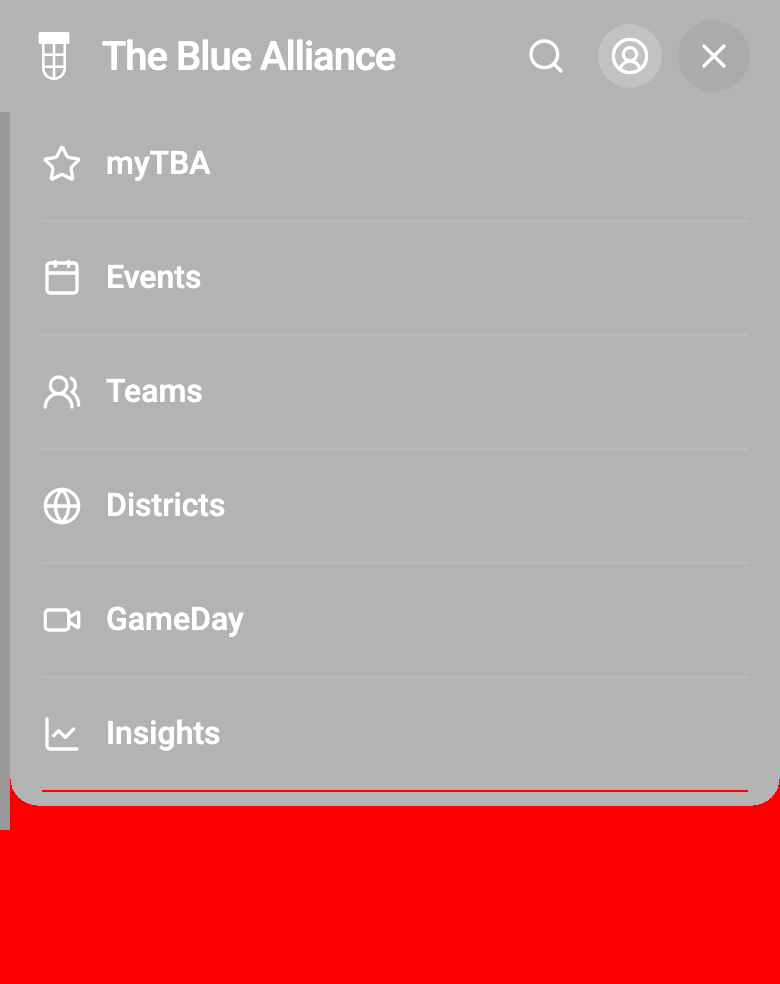 The Blue Alliance
myTBA
Events
Teams
Districts
GameDay
Insights